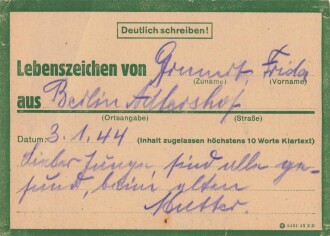 Deutlich schreiben!
Lebenszeichen von Grunert, Frida
(Zuname) (Vorname)
aus Berlin Adlershof
(Ortsangabe) (Straße)
Datum: 3.1.44 (Inhalt zugelassen höchstens 10 Worte Klartext)
Lieber Junge, sind alle ge-
sund, beim alten
Mutter.